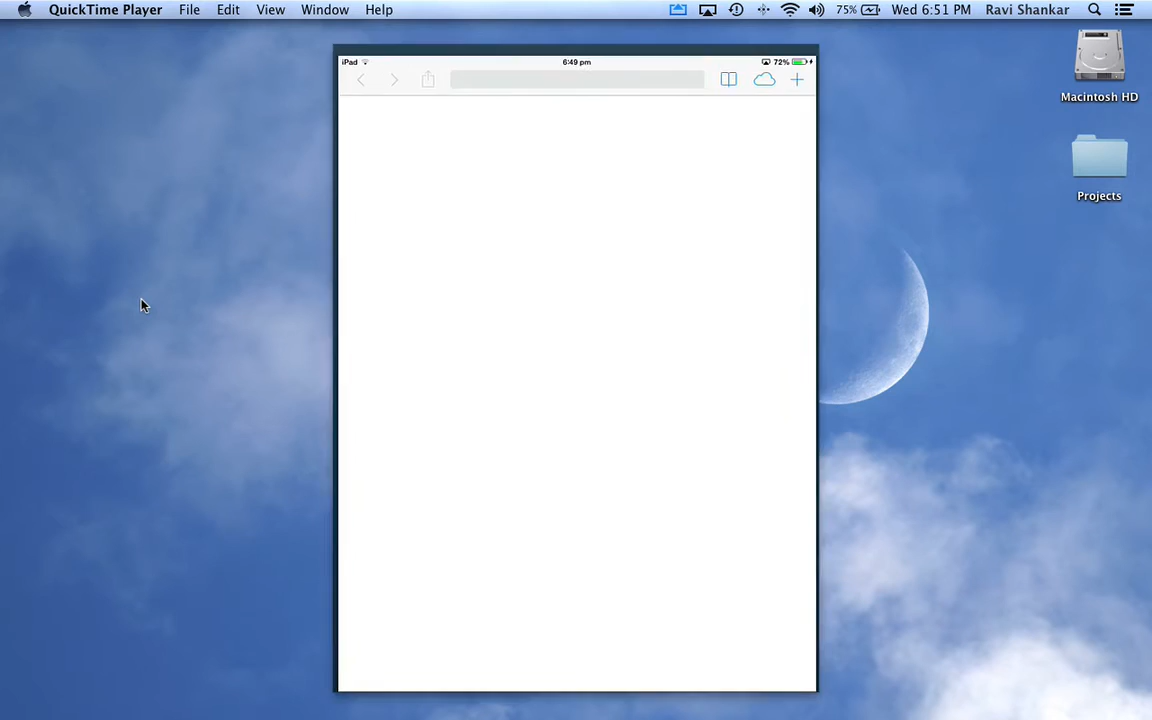 QuickTime Player File Edit View Window Help 75% Wed 6:51 PM Ravi Shankar
iPad 6:49 pm 72%
Macintosh HD
Projects